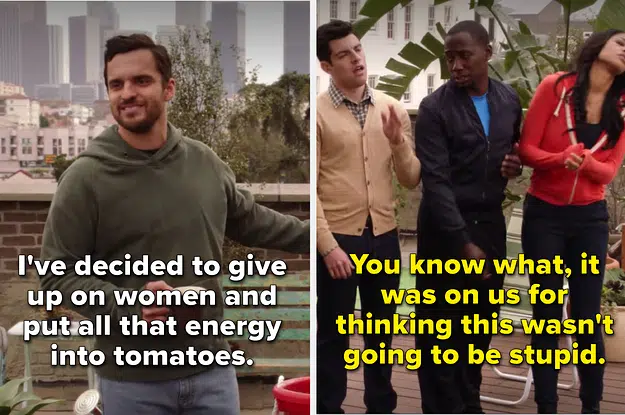 I've decided to give
up on women and
put all that energy
into tomatoes.
You know what, it
was on us for
thinking this wasn't
going to be stupid.